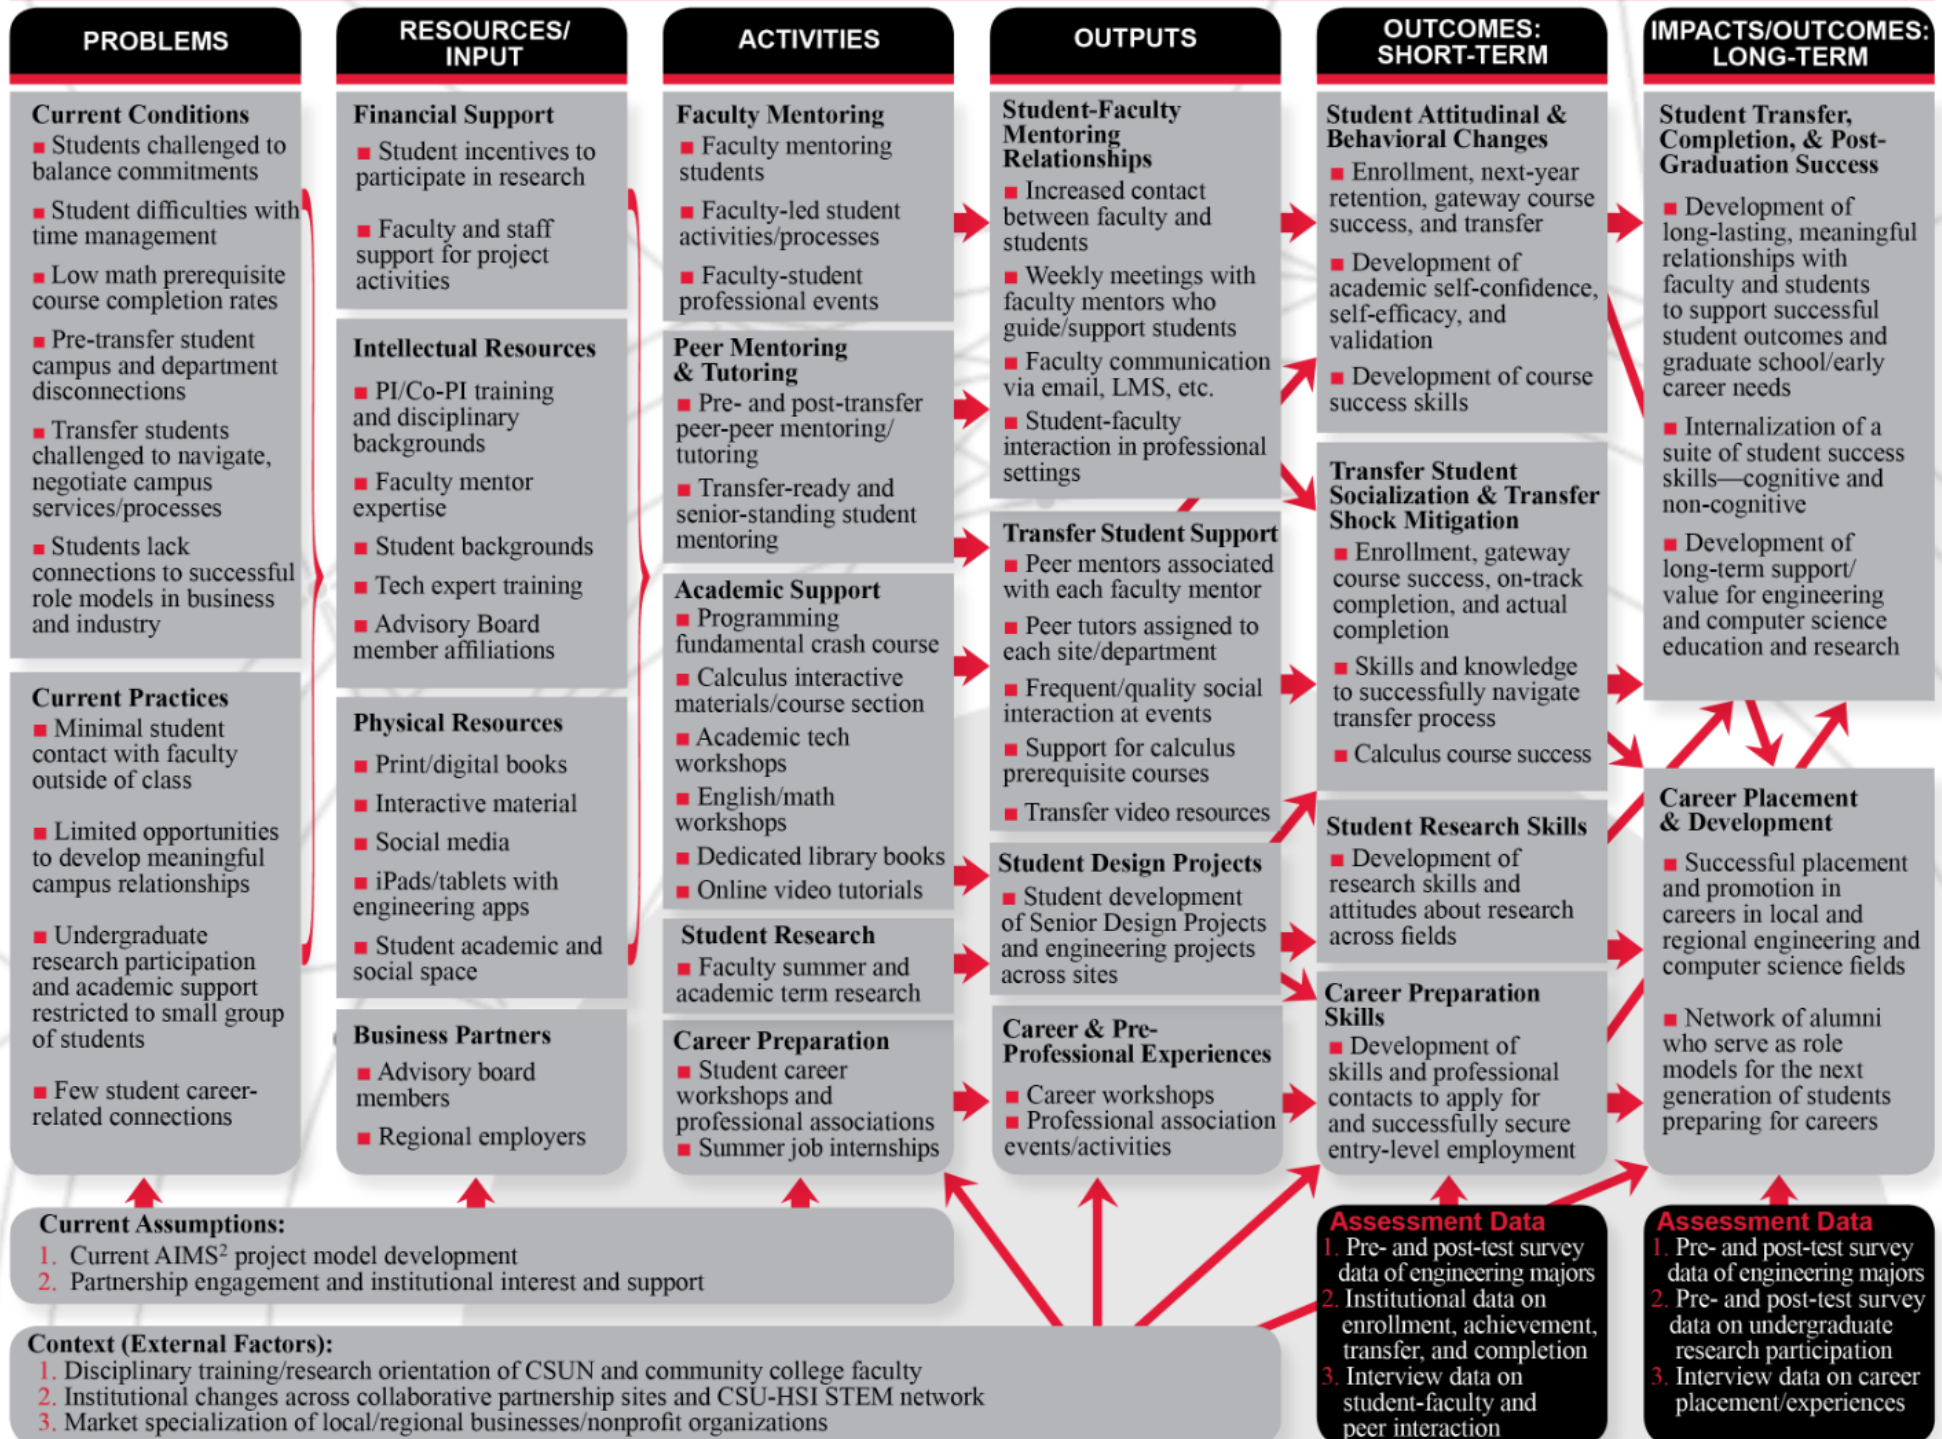 PROBLEMS
Current Conditions
■ Students challenged to
balance commitments
■ Student difficulties with
time management
■ Low math prerequisite
course completion rates
■ Pre-transfer student
campus and department
disconnections
■ Transfer students
challenged to navigate,
negotiate campus
services/processes
■ Students lack
connections to successful
role models in business
and industry
Current Practices
■ Minimal student
contact with faculty
outside of class
■ Limited opportunities
to develop meaningful
campus relationships
■ Undergraduate
research participation
and academic support
restricted to small group
of students
■ Few student career-
related connections
RESOURCES/
INPUT
Financial Support
■ Student incentives to
participate in research
■ Faculty and staff
support for project
activities
Intellectual Resources
■ PI/Co-PI training
and disciplinary
backgrounds
■ Faculty mentor
expertise
■ Student backgrounds
■ Tech expert training
■ Advisory Board
member affiliations
Physical Resources
■ Print/digital books
■ Interactive material
■ Social media
■ iPads/tablets with
engineering apps
■ Student academic and
social space
Business Partners
■ Advisory board
members
■ Regional employers
ACTIVITIES
Faculty Mentoring
■ Faculty mentoring
students
■ Faculty-led student
activities/processes
■ Faculty-student
professional events
Peer Mentoring
& Tutoring
■ Pre- and post-transfer
peer-peer mentoring/
tutoring
■ Transfer-ready and
senior-standing student
mentoring
Academic Support
■ Programming
fundamental crash course
■ Calculus interactive
materials/course section
■ Academic tech
workshops
■ English/math
workshops
■ Dedicated library books
■ Online video tutorials
Student Research
■ Faculty summer and
academic term research
Career Preparation
■ Student career
workshops and
professional associations
■ Summer job internships
OUTPUTS
Student-Faculty
Mentoring
Relationships
■ Increased contact
between faculty and
students
■ Weekly meetings with
faculty mentors who
guide/support students
■ Faculty communication
via email, LMS, etc.
■ Student-faculty
interaction in professional
settings
Transfer Student Support
■ Peer mentors associated
with each faculty mentor
■ Peer tutors assigned to
each site/department
■ Frequent/quality social
interaction at events
■ Support for calculus
prerequisite courses
■ Transfer video resources
Student Design Projects
■ Student development
of Senior Design Projects
and engineering projects
across sites
Career & Pre-
Professional Experiences
■ Career workshops
■ Professional association
events/activities
OUTCOMES:
SHORT-TERM
Student Attitudinal &
Behavioral Changes
■ Enrollment, next-year
retention, gateway course
success, and transfer
■ Development of
academic self-confidence,
self-efficacy, and
validation
■ Development of course
success skills
Transfer Student
Socialization & Transfer
Shock Mitigation
■ Enrollment, gateway
course success, on-track
completion, and actual
completion
■ Skills and knowledge
to successfully navigate
transfer process
■ Calculus course success
Student Research Skills
■ Development of
research skills and
attitudes about research
across fields
Career Preparation
Skills
■ Development of
skills and professional
contacts to apply for
and successfully secure
entry-level employment
IMPACTS/OUTCOMES:
LONG-TERM
Student Transfer,
Completion, & Post-
Graduation Success
■ Development of
long-lasting, meaningful
relationships with
faculty and students
to support successful
student outcomes and
graduate school/early
career needs
■ Internalization of a
suite of student success
skills—cognitive and
non-cognitive
■ Development of
long-term support/
value for engineering
and computer science
education and research
Career Placement
& Development
■ Successful placement
and promotion in
careers in local and
regional engineering and
computer science fields
■ Network of alumni
who serve as role
models for the next
generation of students
preparing for careers
Current Assumptions:
1. Current AIMS² project model development
2. Partnership engagement and institutional interest and support
Context (External Factors):
1. Disciplinary training/research orientation of CSUN and community college faculty
2. Institutional changes across collaborative partnership sites and CSU-HSI STEM network
3. Market specialization of local/regional businesses/nonprofit organizations
Assessment Data
1. Pre- and post-test survey
data of engineering majors
2. Institutional data on
enrollment, achievement,
transfer, and completion
3. Interview data on
student-faculty and
peer interaction
Assessment Data
1. Pre- and post-test survey
data of engineering majors
2. Pre- and post-test survey
data on undergraduate
research participation
3. Interview data on career
placement/experiences